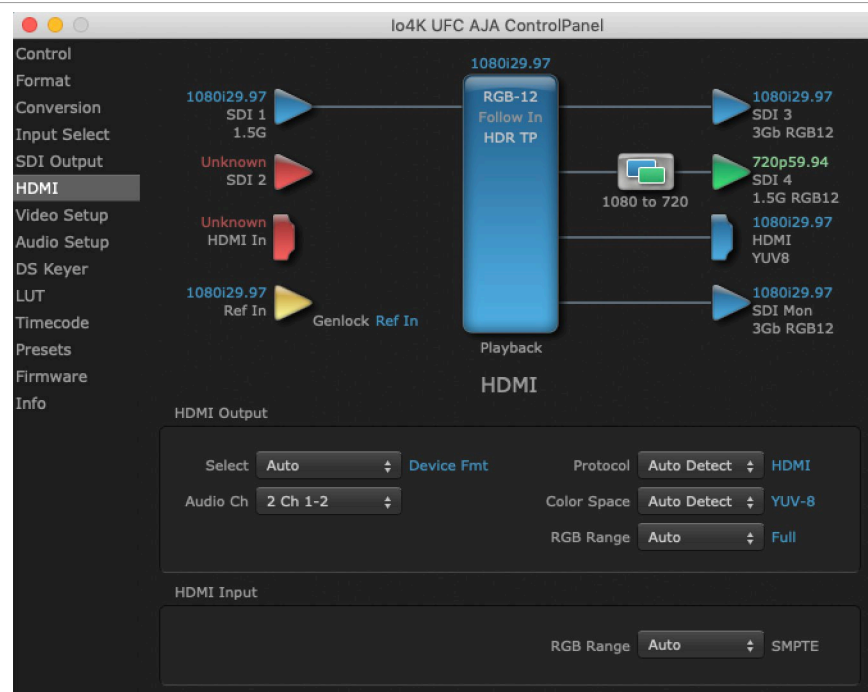 Io4K UFC AJA ControlPanel
Control
Format
Conversion
Input Select
SDI Output
HDMI
Video Setup
Audio Setup
DS Keyer
LUT
Timecode
Presets
Firmware
Info
1080i29.97
RGB-12
Follow In
HDR TP
Playback
1080i29.97
SDI 1
1.5G
Unknown
SDI 2
Unknown
HDMI In
1080i29.97
Ref In
Genlock Ref In
1080i29.97
SDI 3
3Gb RGB12
1080 to 720
720p59.94
SDI 4
1.5G RGB12
1080i29.97
HDMI
YUV8
1080i29.97
SDI Mon
3Gb RGB12
HDMI
HDMI Output
Select Auto Device Fmt
Protocol Auto Detect HDMI
Audio Ch 2 Ch 1-2
Color Space Auto Detect YUV-8
RGB Range Auto Full
HDMI Input
RGB Range Auto SMPTE